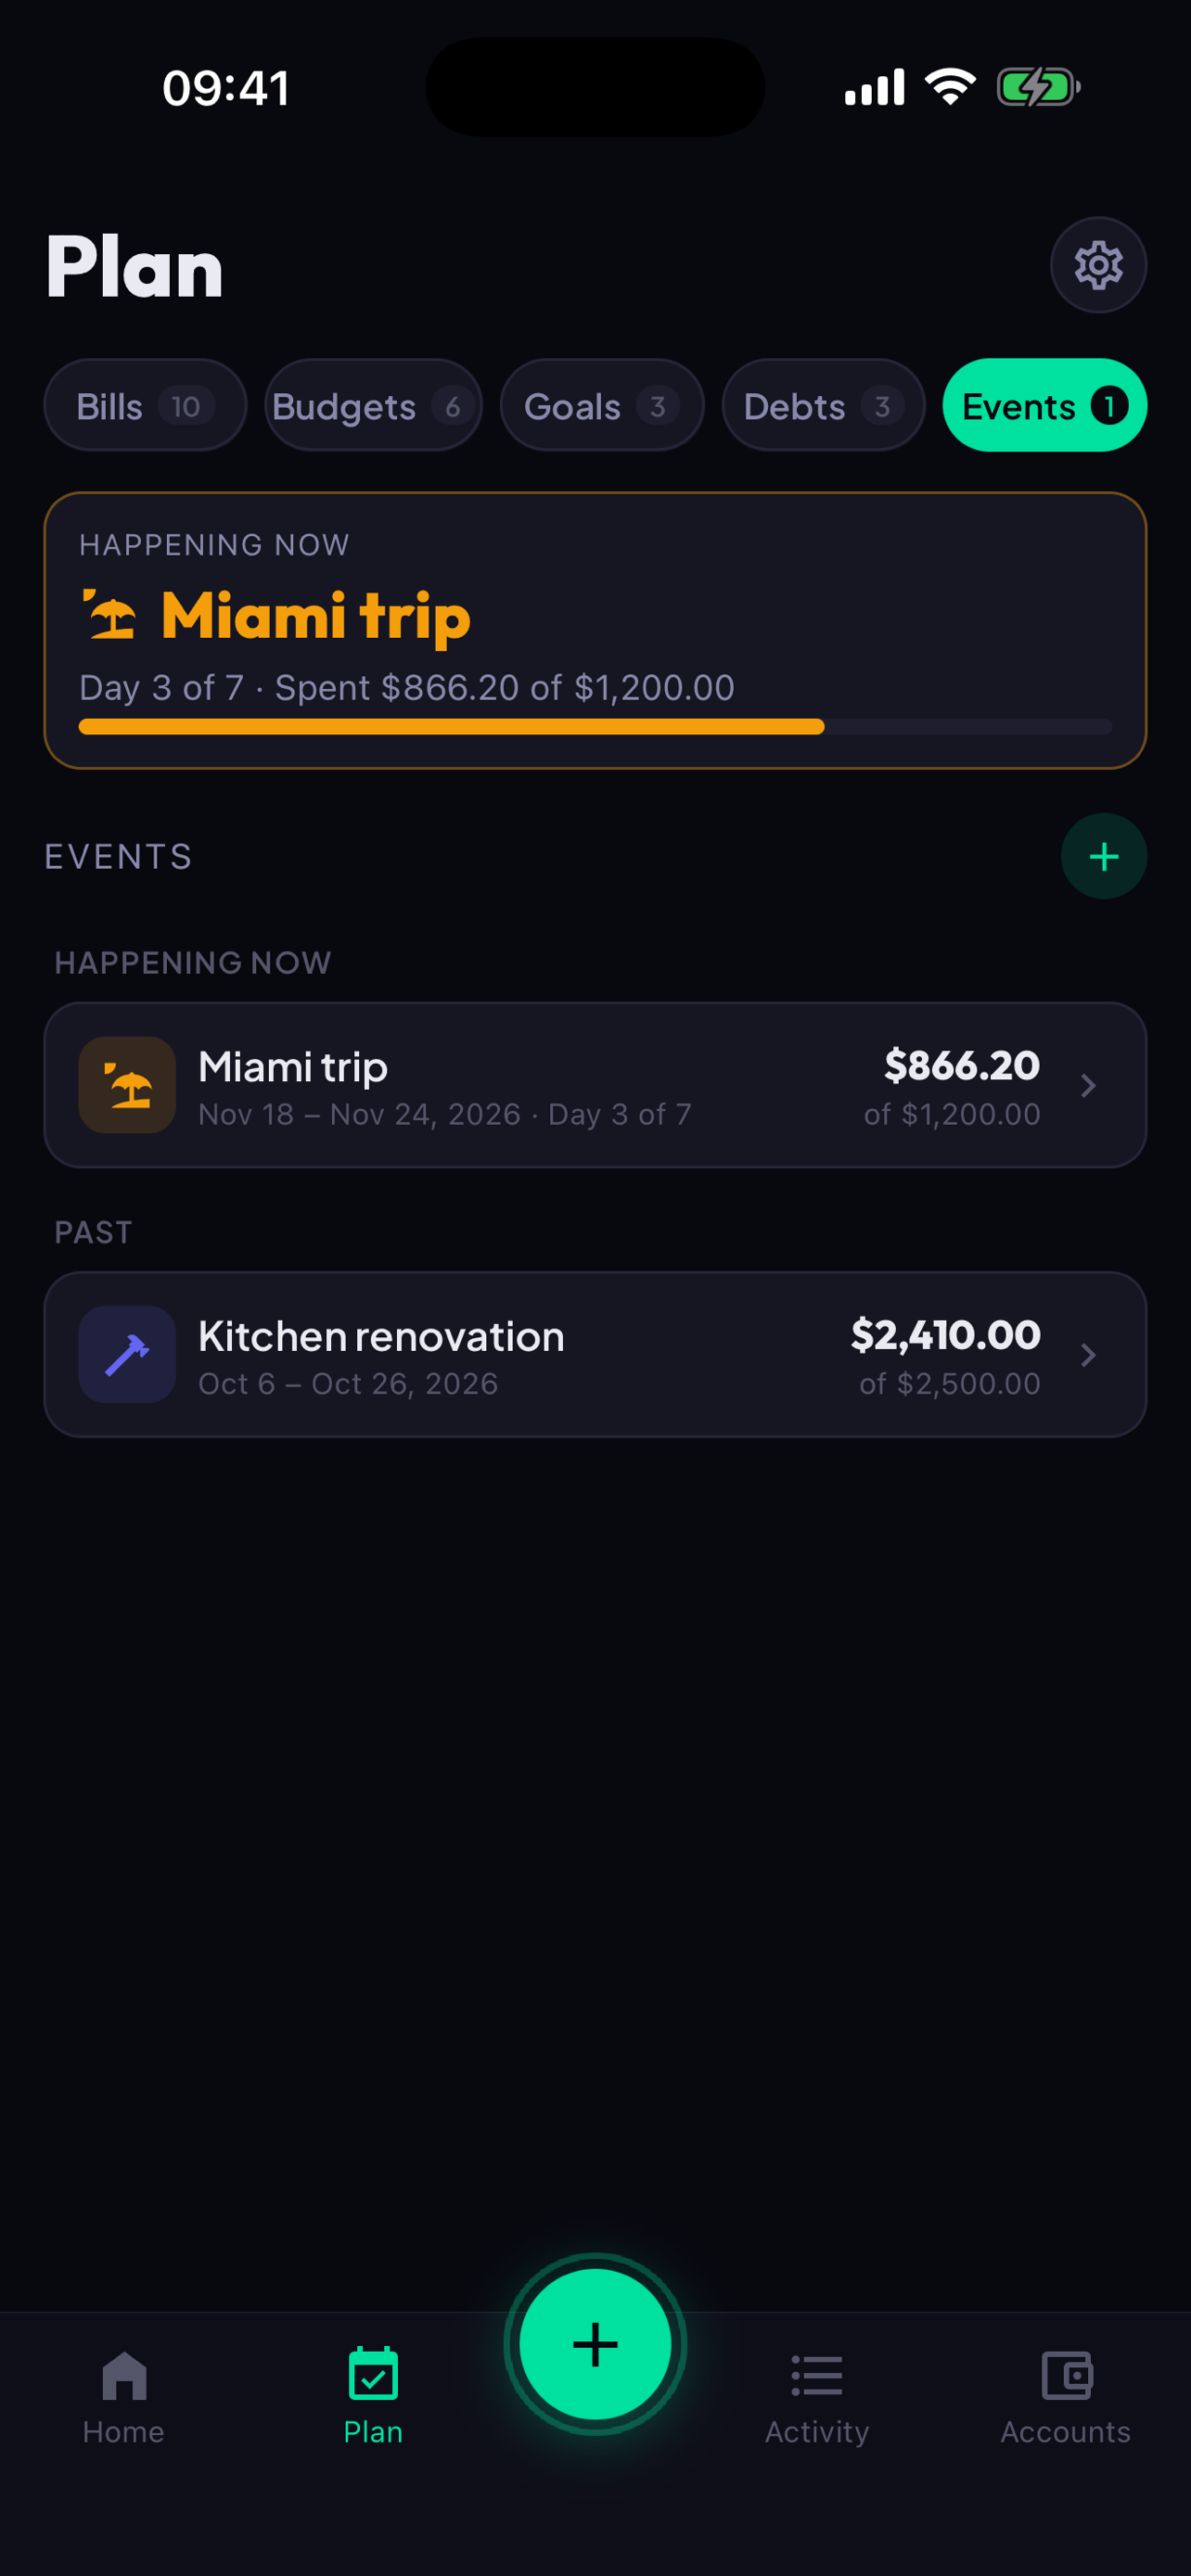 09:41
Plan
Bills 10 Budgets 6 Goals 3 Debts 3 Events 1
HAPPENING NOW
Miami trip
Day 3 of 7 · Spent $866.20 of $1,200.00
EVENTS
HAPPENING NOW
Miami trip $866.20
Nov 18 – Nov 24, 2026 · Day 3 of 7 of $1,200.00
PAST
Kitchen renovation $2,410.00
Oct 6 – Oct 26, 2026 of $2,500.00
Home Plan Activity Accounts